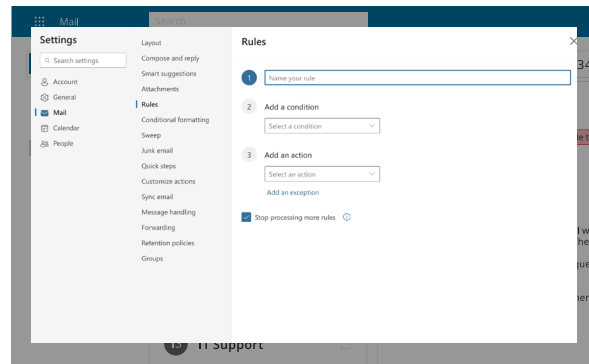 Mail
Search
Settings
Search settings
Account
General
Mail
Calendar
People
Layout
Compose and reply
Smart suggestions
Attachments
Rules
Conditional formatting
Sweep
Junk email
Quick steps
Customize actions
Sync email
Message handling
Forwarding
Retention policies
Groups
Rules
1
Name your rule
2
Add a condition
Select a condition
3
Add an action
Select an action
Add an exception
Stop processing more rules
IT Support